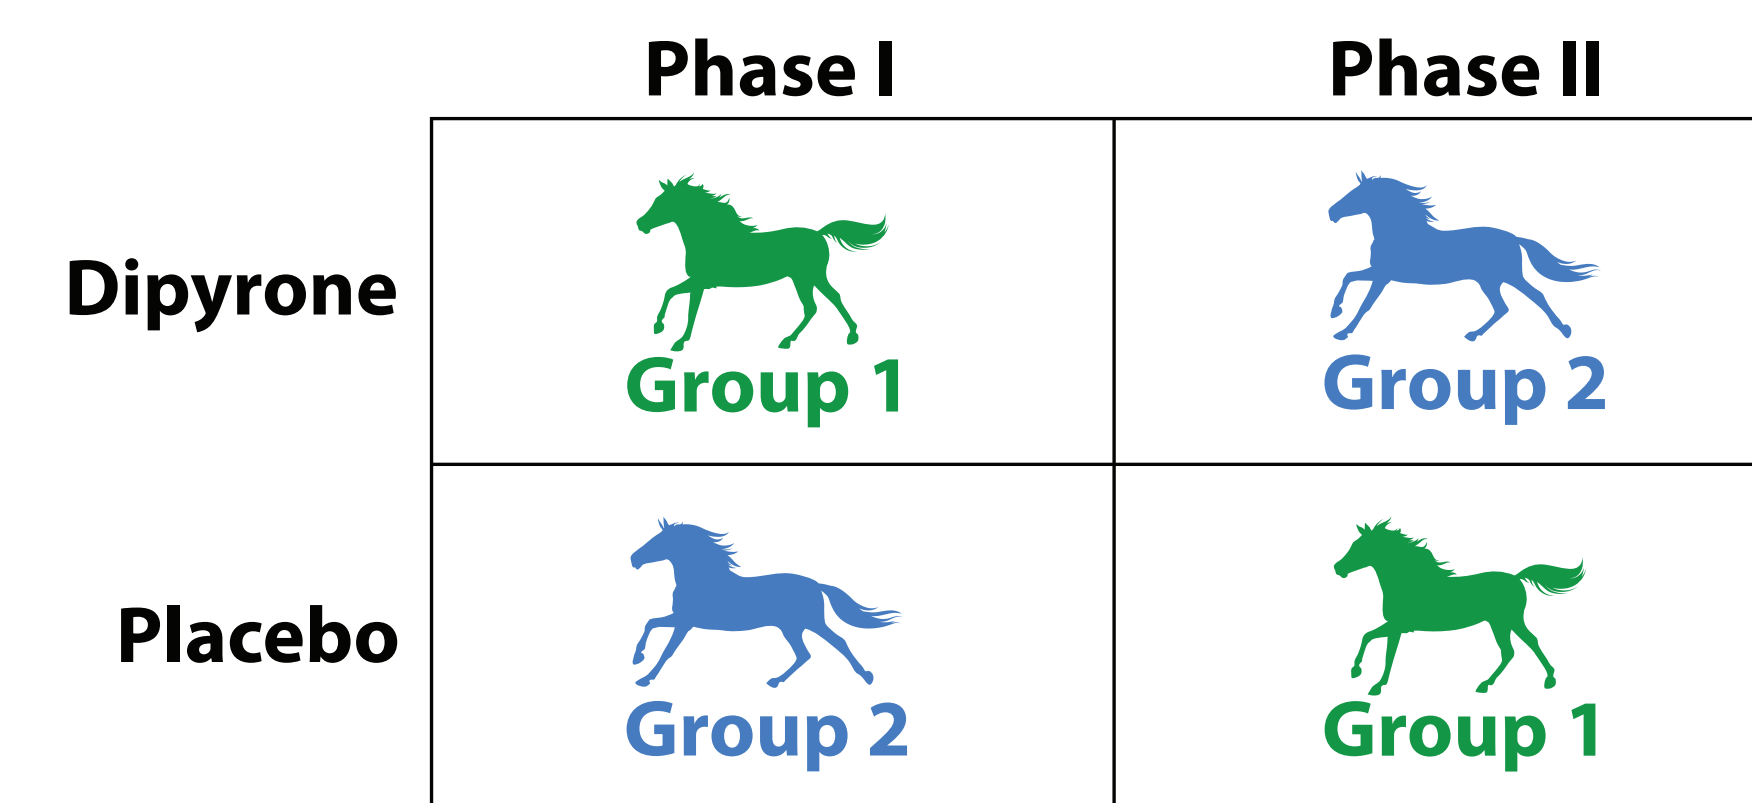 Phase I Phase II
Dipyrone
Group 1 Group 2
Placebo
Group 2 Group 1